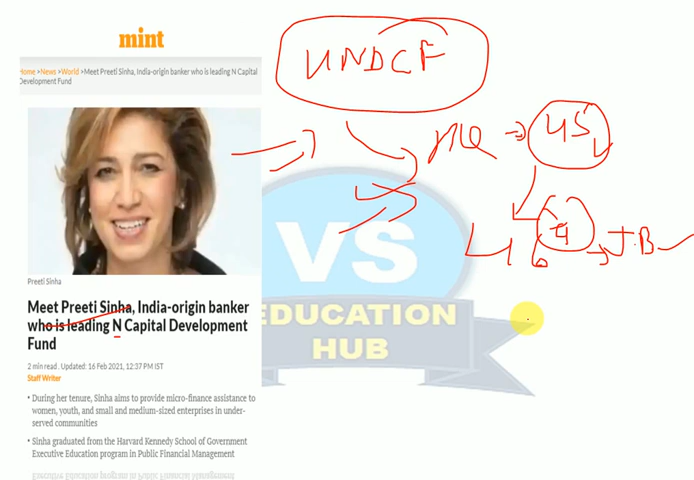 mint
Home >News >World >Meet Preeti Sinha, India-origin banker who is leading N Capital
Development Fund
Preeti Sinha
Meet Preeti Sinha, India-origin banker
who is leading N Capital Development
Fund
2 min read . Updated: 16 Feb 2021, 12:37 PM IST
Staff Writer
• During her tenure, Sinha aims to provide micro-finance assistance to
women, youth, and small and medium-sized enterprises in under-
served communities
• Sinha graduated from the Harvard Kennedy School of Government
Executive Education program in Public Financial Management
UNDCF
45
46
J.B
VS
EDUCATION
HUB